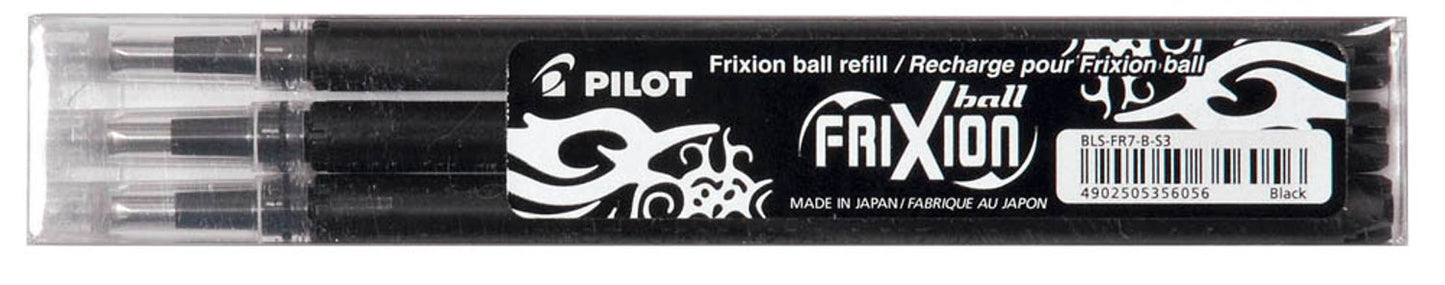 PILOT
Frixion ball refill / Recharge pour Frixion ball
FRIXION ball
MADE IN JAPAN / FABRIQUE AU JAPON
BLS-FR7-B-S3
4902505356056 Black